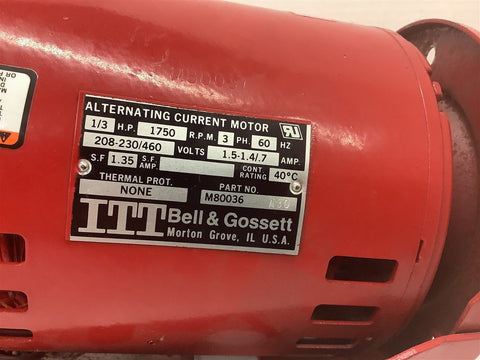 ALTERNATING CURRENT MOTOR
1/3 H.P. 1750 R.P.M. 3 PH. 60 HZ
208-230/460 VOLTS 1.5-1.4/.7 AMP.
S.F 1.35 S.F AMP CONT. RATING 40°C
THERMAL PROT. PART NO.
NONE M80036
ITT Bell & Gossett
Morton Grove, IL U.S.A.